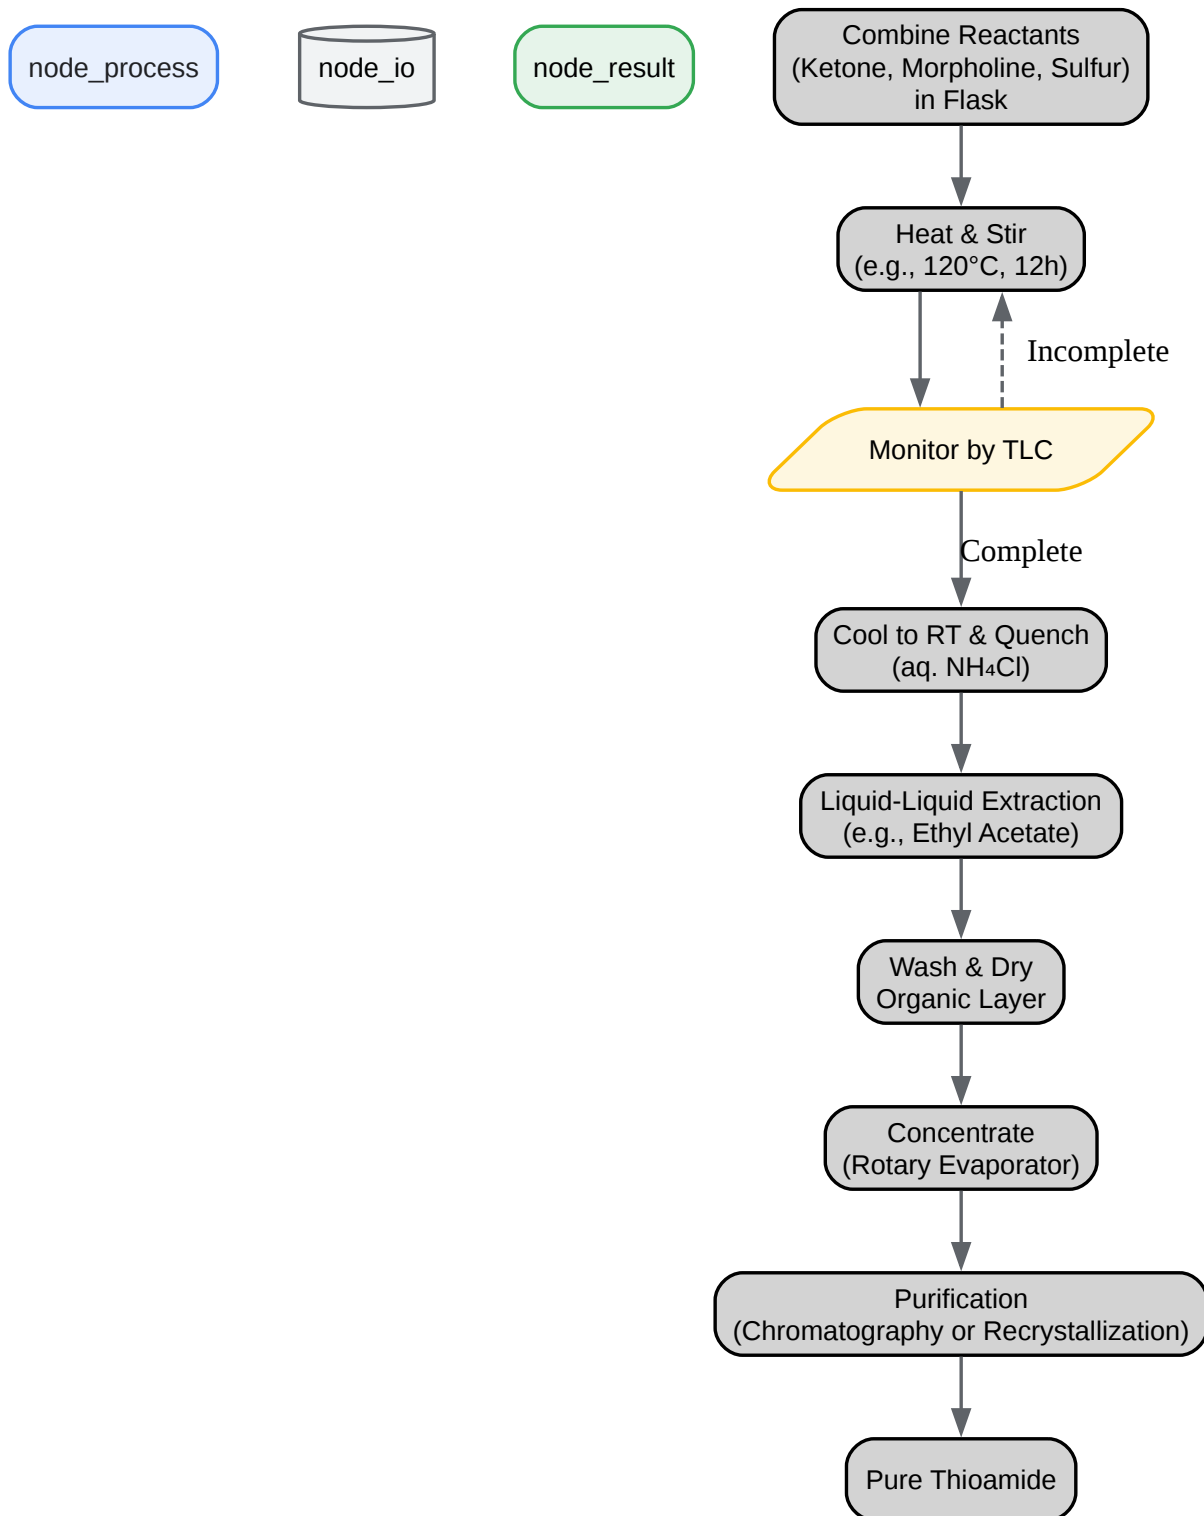 node_process
node_io
node_result
Combine Reactants
(Ketone, Morpholine, Sulfur)
in Flask
Heat & Stir
(e.g., 120°C, 12h)
Incomplete
Monitor by TLC
Complete
Cool to RT & Quench
(aq. NH₄Cl)
Liquid-Liquid Extraction
(e.g., Ethyl Acetate)
Wash & Dry
Organic Layer
Concentrate
(Rotary Evaporator)
Purification
(Chromatography or Recrystallization)
Pure Thioamide